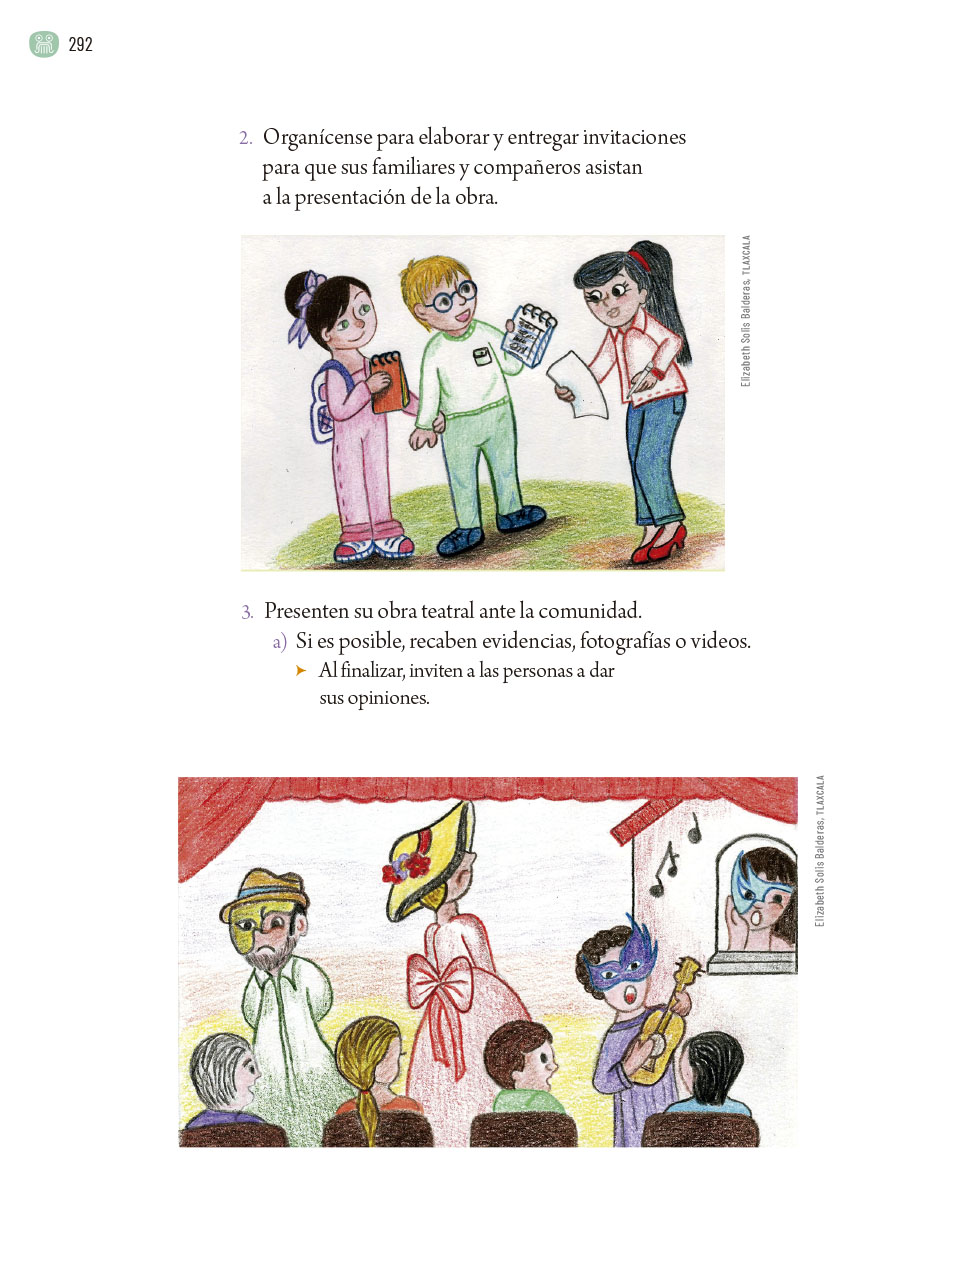 292
2. Organícense para elaborar y entregar invitaciones
para que sus familiares y compañeros asistan
a la presentación de la obra.
Elizabeth Solís Balderas, TLAXCALA
3. Presenten su obra teatral ante la comunidad.
a) Si es posible, recaben evidencias, fotografías o videos.
➤ Al finalizar, inviten a las personas a dar
sus opiniones.
Elizabeth Solís Balderas, TLAXCALA